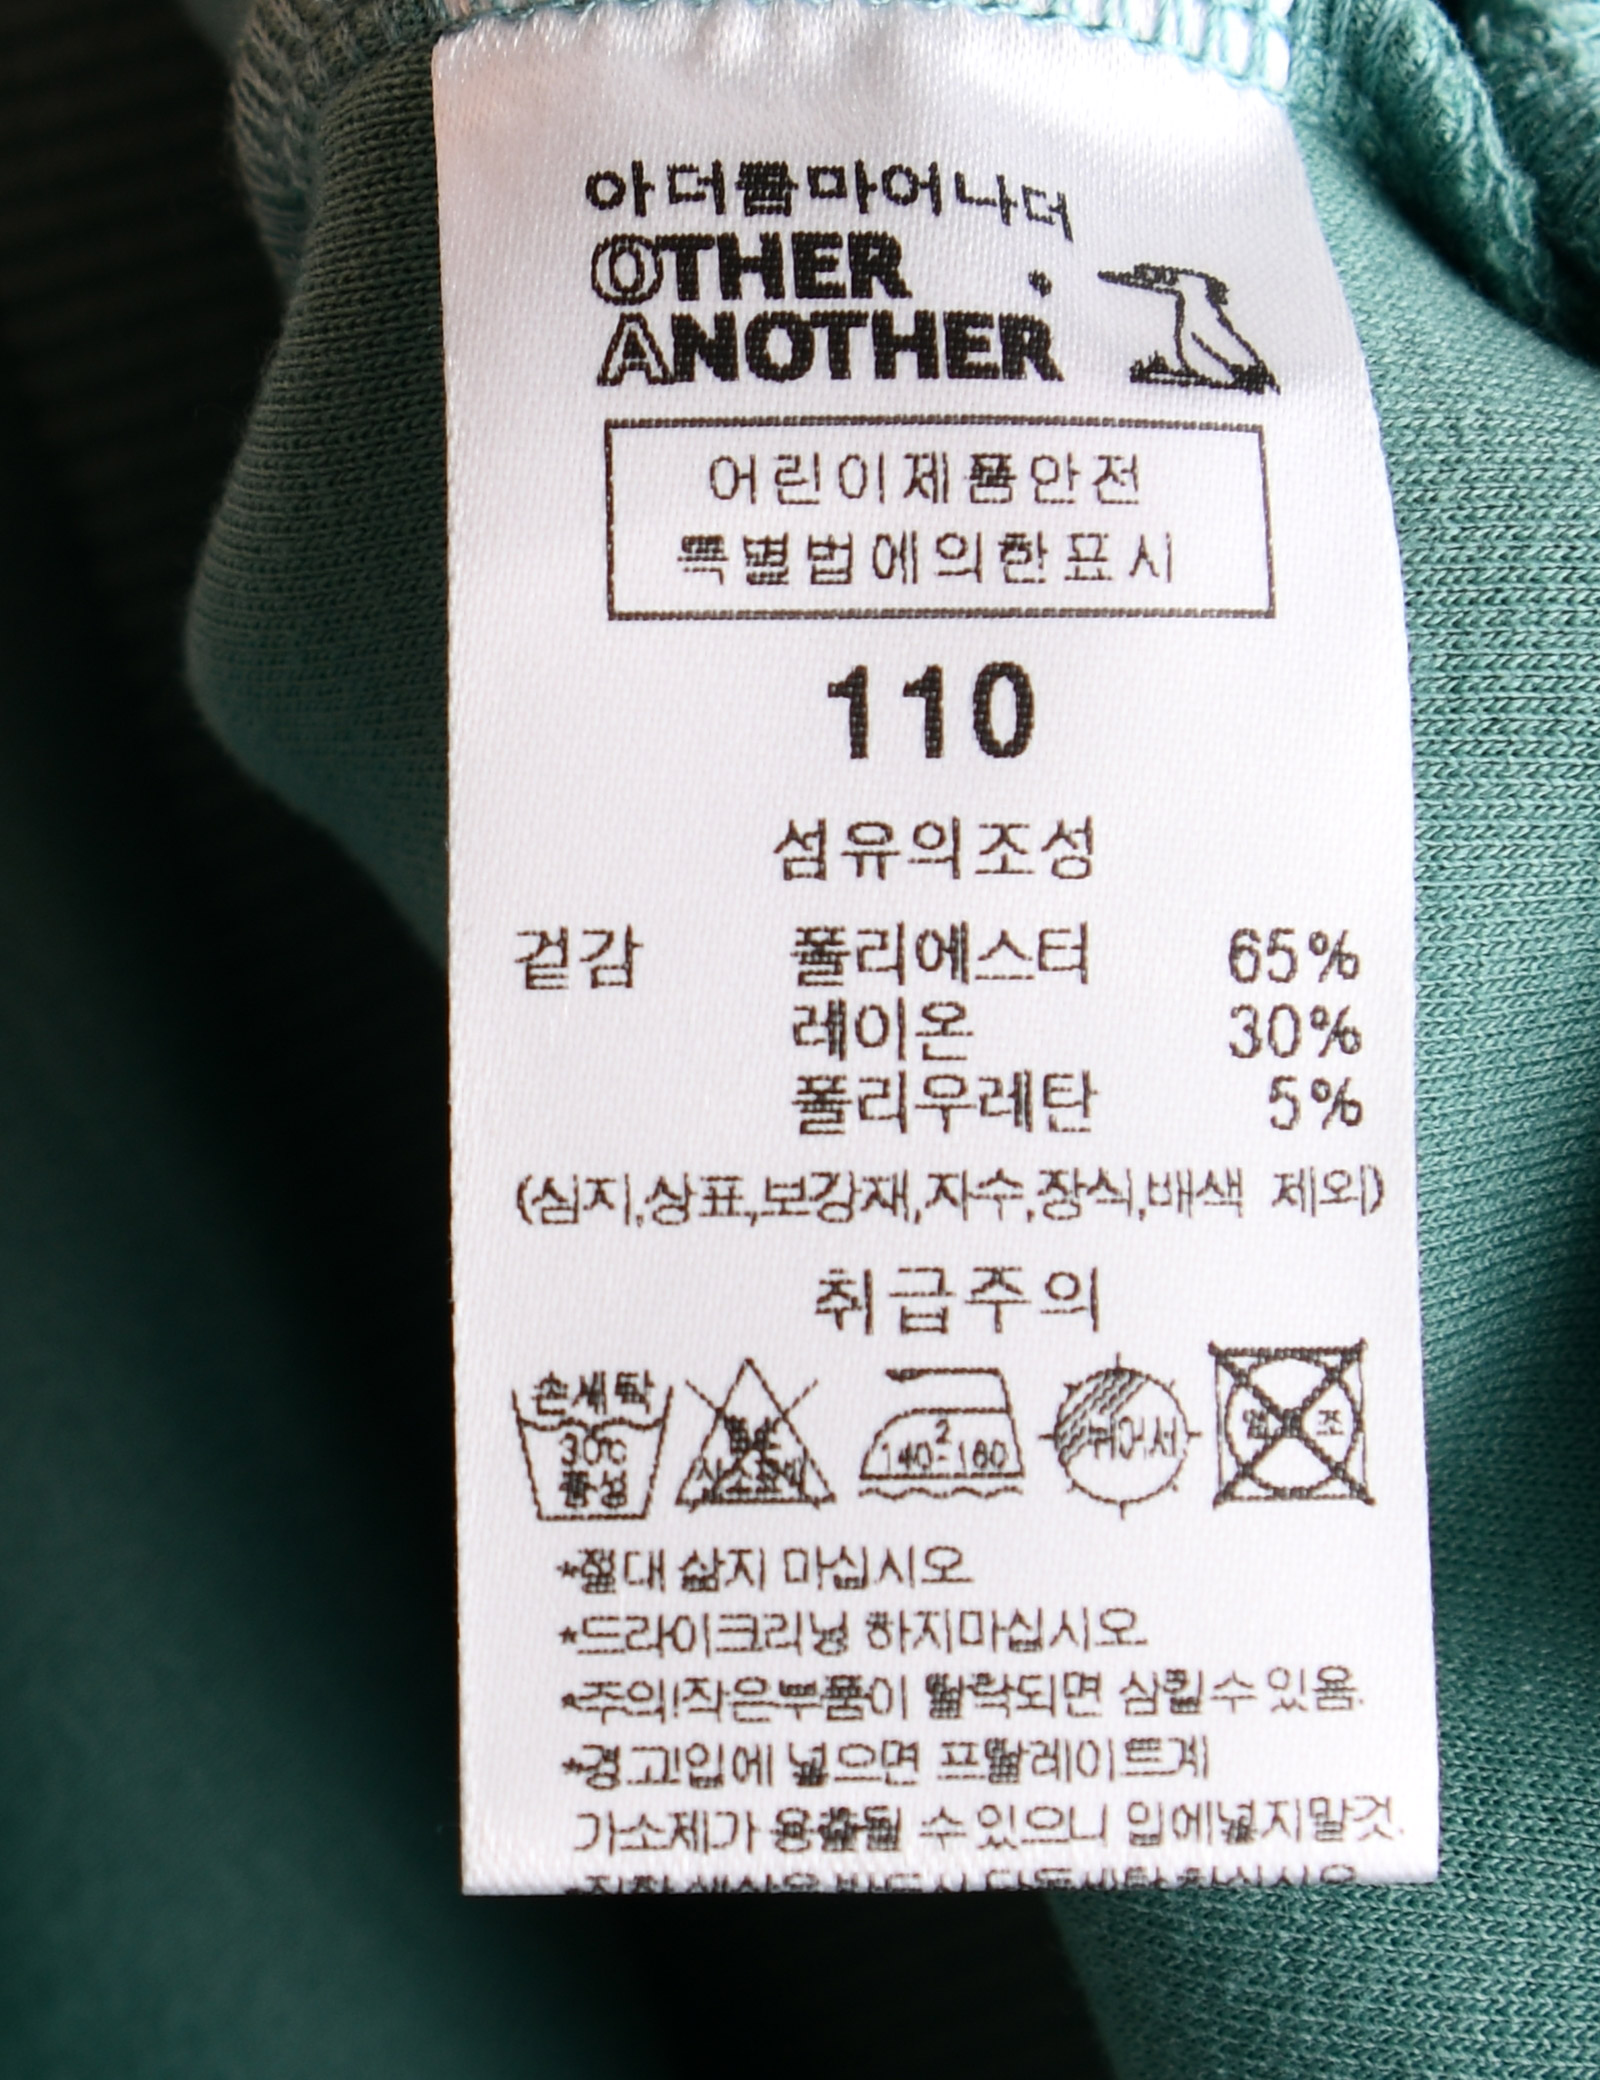 아더콤마어나더
OTHER
ANOTHER
어린이제품안전
특별법에의한표시
110
섬유의조성
겉감 폴리에스터 65%
레이온 30%
폴리우레탄 5%
(심지,상표,보강재,자수,장식,배색 제외)
취급주의
손세탁
30℃
중성
140-160
2
뉘어서
*절대 삶지 마십시오
*드라이크리닝 하지마십시오.
*주의!작은부품이 탈락되면 삼킬수 있음.
*경고!입에 넣으면 프탈레이트계
가소제가 용출될 수 있으니 입에넣지말것.